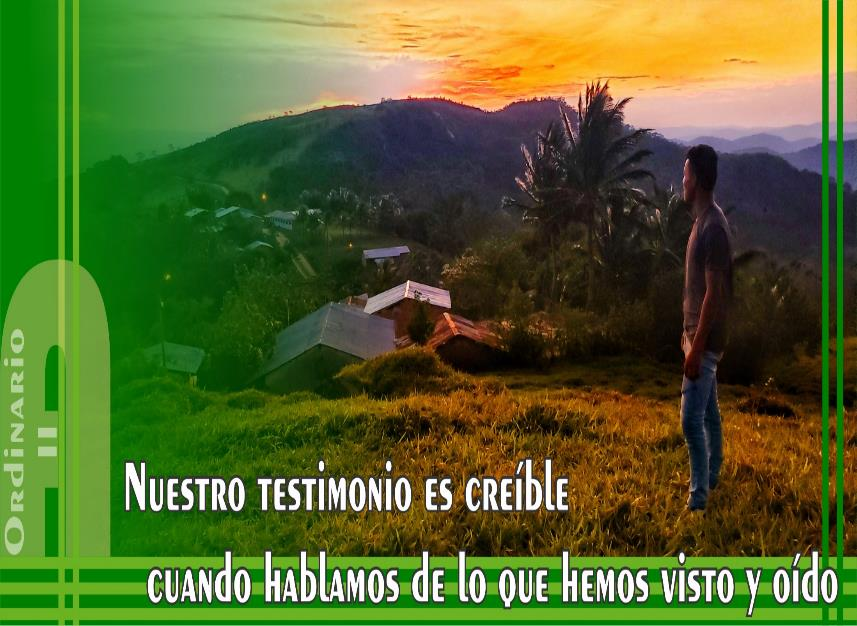 Ordinario
II
A
Nuestro testimonio es creíble
cuando hablamos de lo que hemos visto y oído